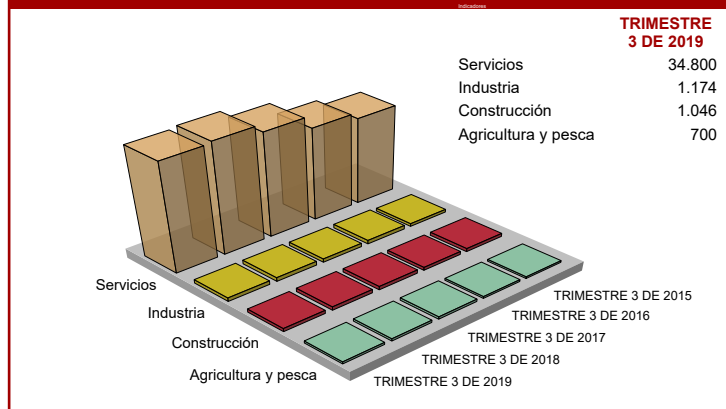 Indicadores
TRIMESTRE
3 DE 2019
Servicios 34.800
Industria 1.174
Construcción 1.046
Agricultura y pesca 700
Servicios
Industria
Construcción
Agricultura y pesca
TRIMESTRE 3 DE 2015
TRIMESTRE 3 DE 2016
TRIMESTRE 3 DE 2017
TRIMESTRE 3 DE 2018
TRIMESTRE 3 DE 2019